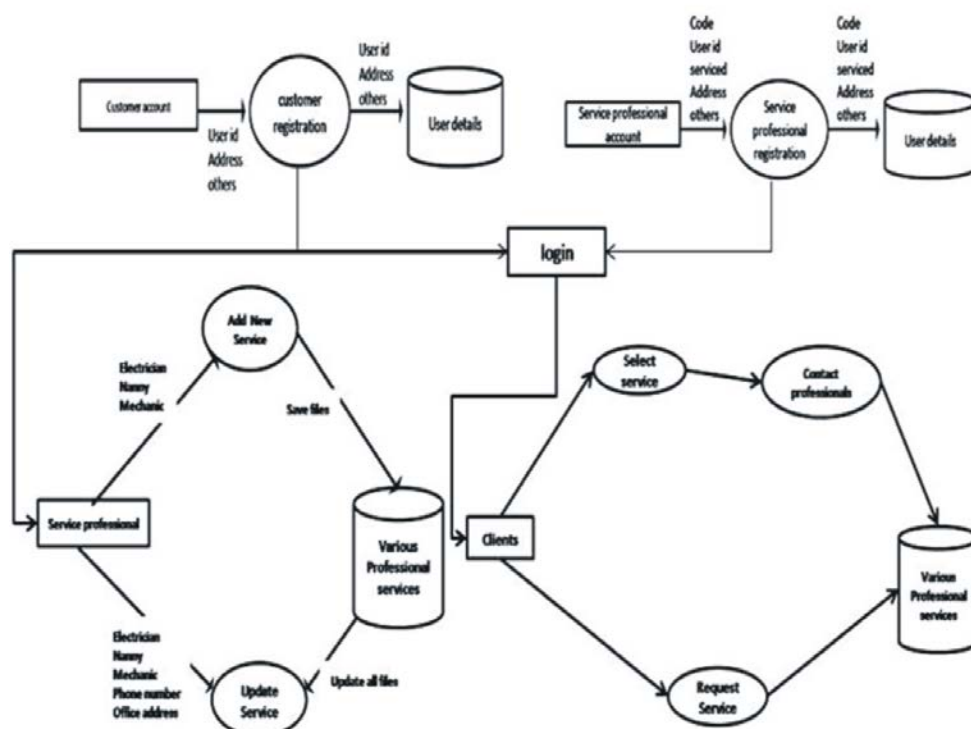 Customer account
User id
Address
others
customer
registration
User id
Address
others
User details
Service professional
account
Code
User id
serviced
Address
others
Service
professional
registration
Code
User id
serviced
Address
others
User details
login
Add New
Service
Electrician
Nanny
Mechanic
Save files
Service professional
Various
Professional
services
Electrician
Nanny
Mechanic
Phone number
Office address
Update
Service
Update all files
Select
service
Contact
professionals
Clients
Various
Professional
services
Request
Service